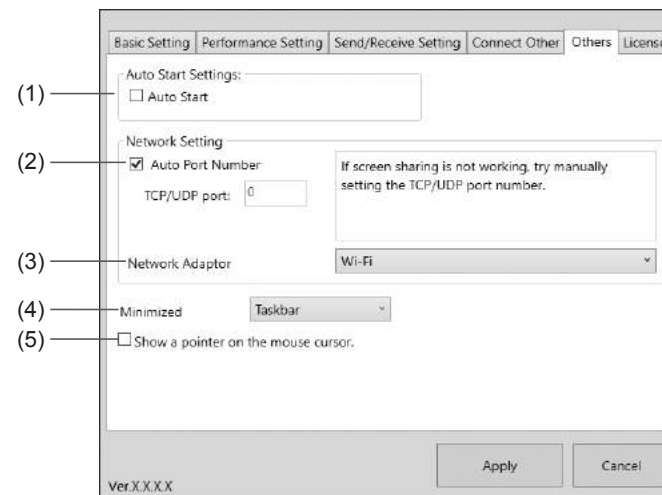 Basic Setting Performance Setting Send/Receive Setting Connect Other Others License
Auto Start Settings:
(1) Auto Start
Network Setting
(2) Auto Port Number
If screen sharing is not working, try manually
setting the TCP/UDP port number.
TCP/UDP port: 0
(3) Network Adaptor Wi-Fi
(4) Minimized Taskbar
(5) Show a pointer on the mouse cursor.
Apply Cancel
Ver.X.X.X.X